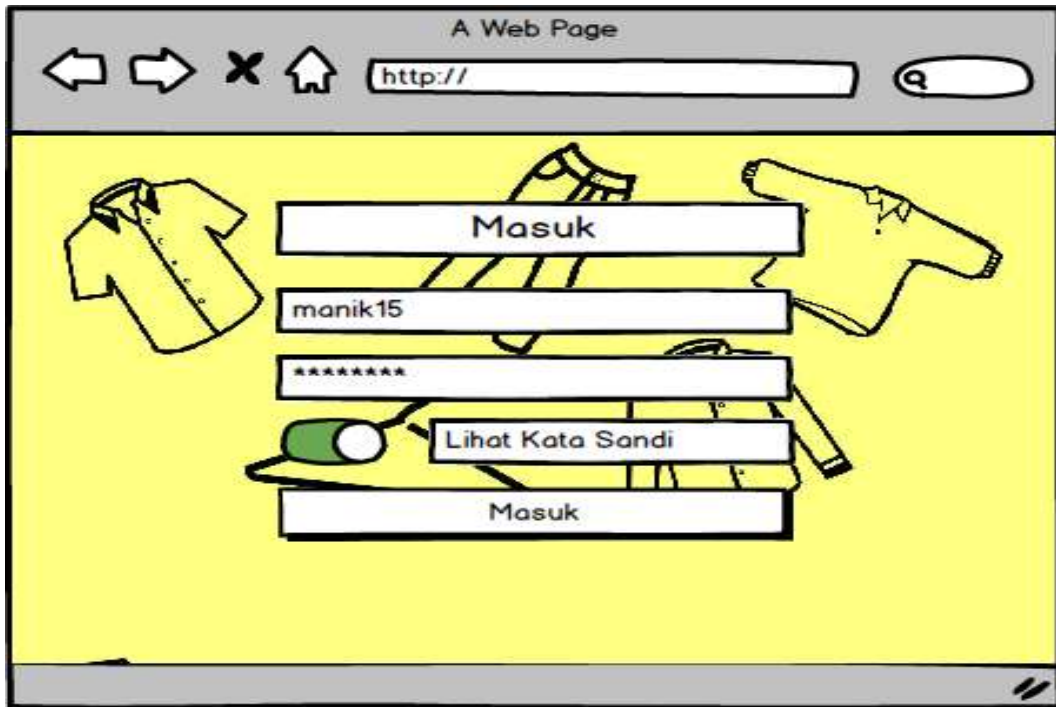 A Web Page
http://
Masuk
manik15
********
Lihat Kata Sandi
Masuk